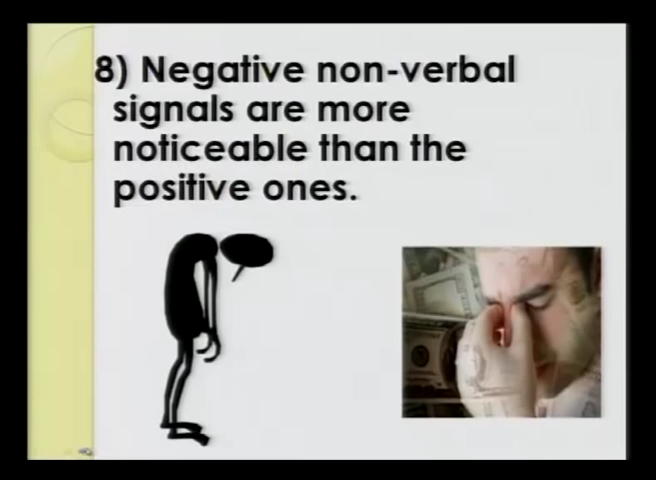 8) Negative non-verbal
signals are more
noticeable than the
positive ones.